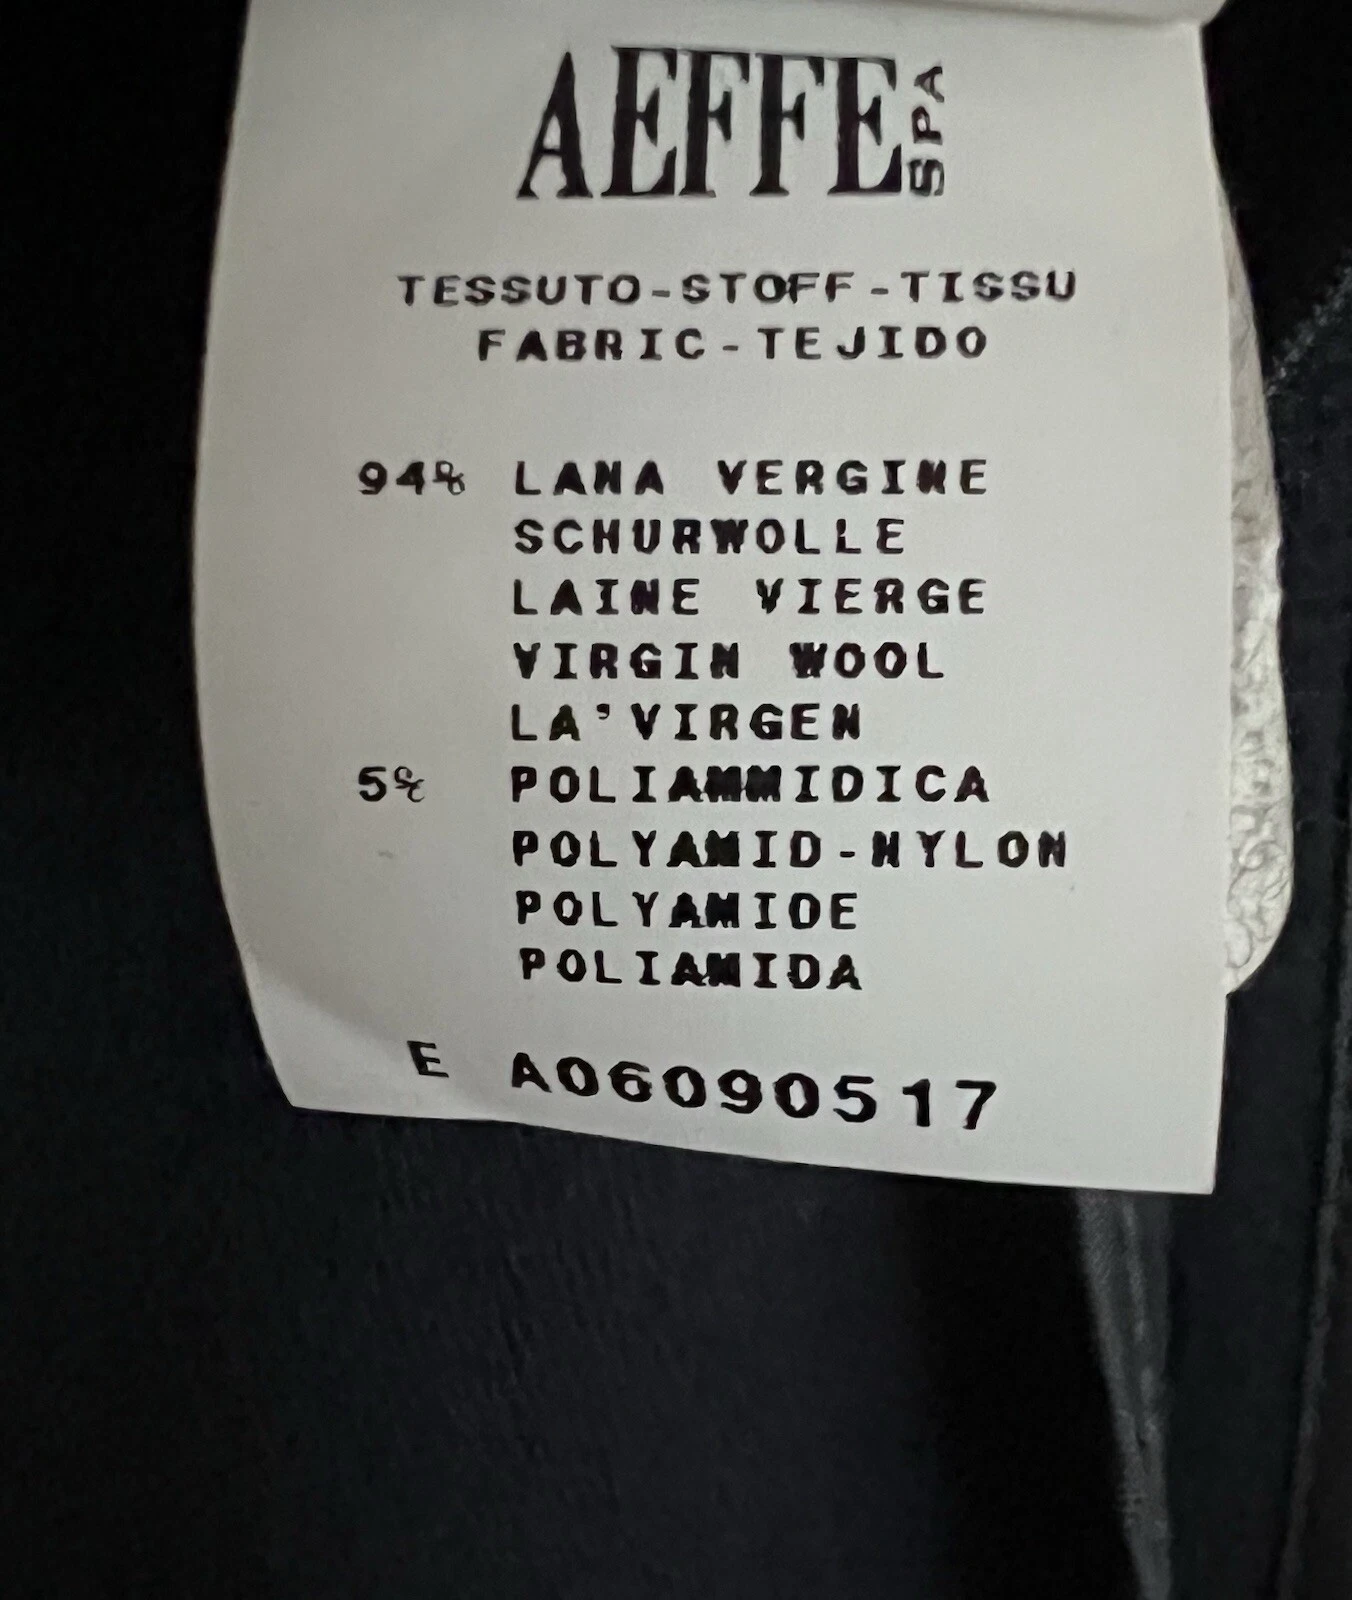 AEFFE SPA
TESSUTO-STOFF-TISSU
FABRIC-TEJIDO
94% LANA VERGINE
SCHURWOLLE
LAINE VIERGE
VIRGIN WOOL
LA'VIRGEN
5% POLIAMMIDICA
POLYAMID-NYLON
POLYAMIDE
POLIAMIDA
E A06090517